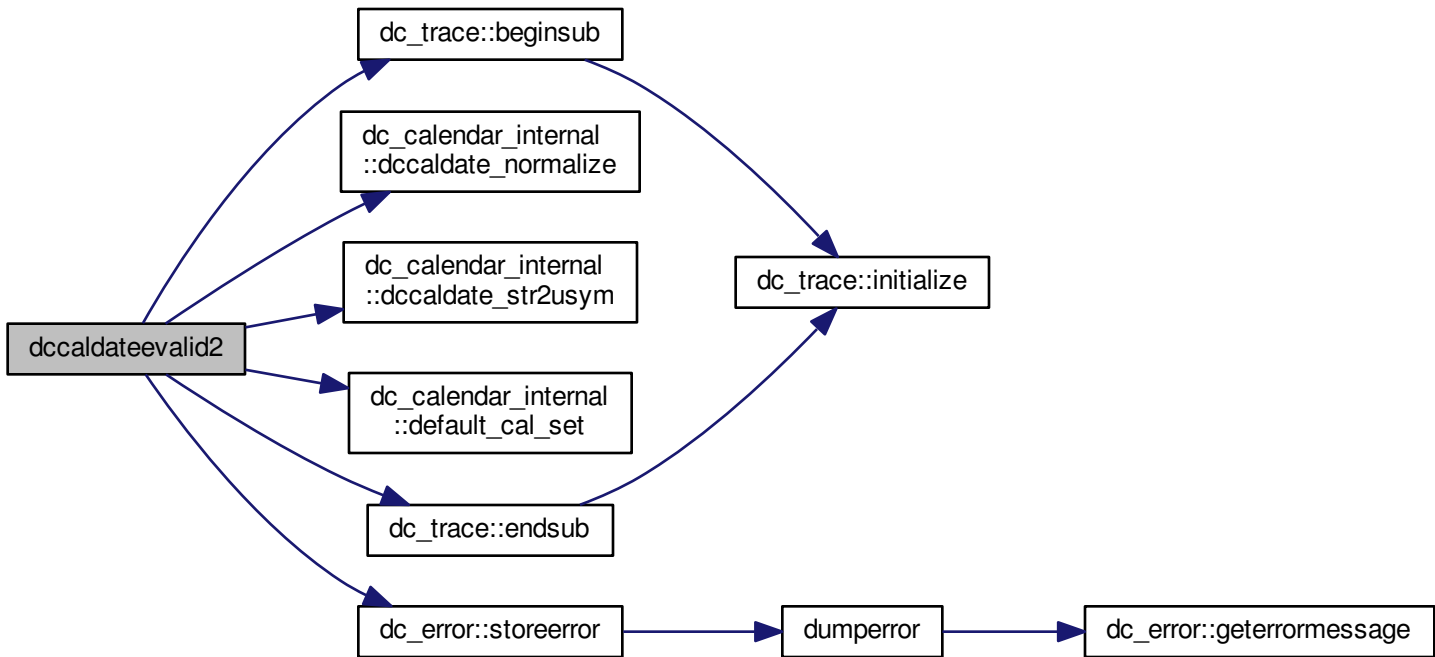 dccaldateevalid2
dc_trace::beginsub
dc_calendar_internal
::dccaldate_normalize
dc_calendar_internal
::dccaldate_str2usym
dc_calendar_internal
::default_cal_set
dc_trace::endsub
dc_error::storeerror
dc_trace::initialize
dumperror
dc_error::geterrormessage